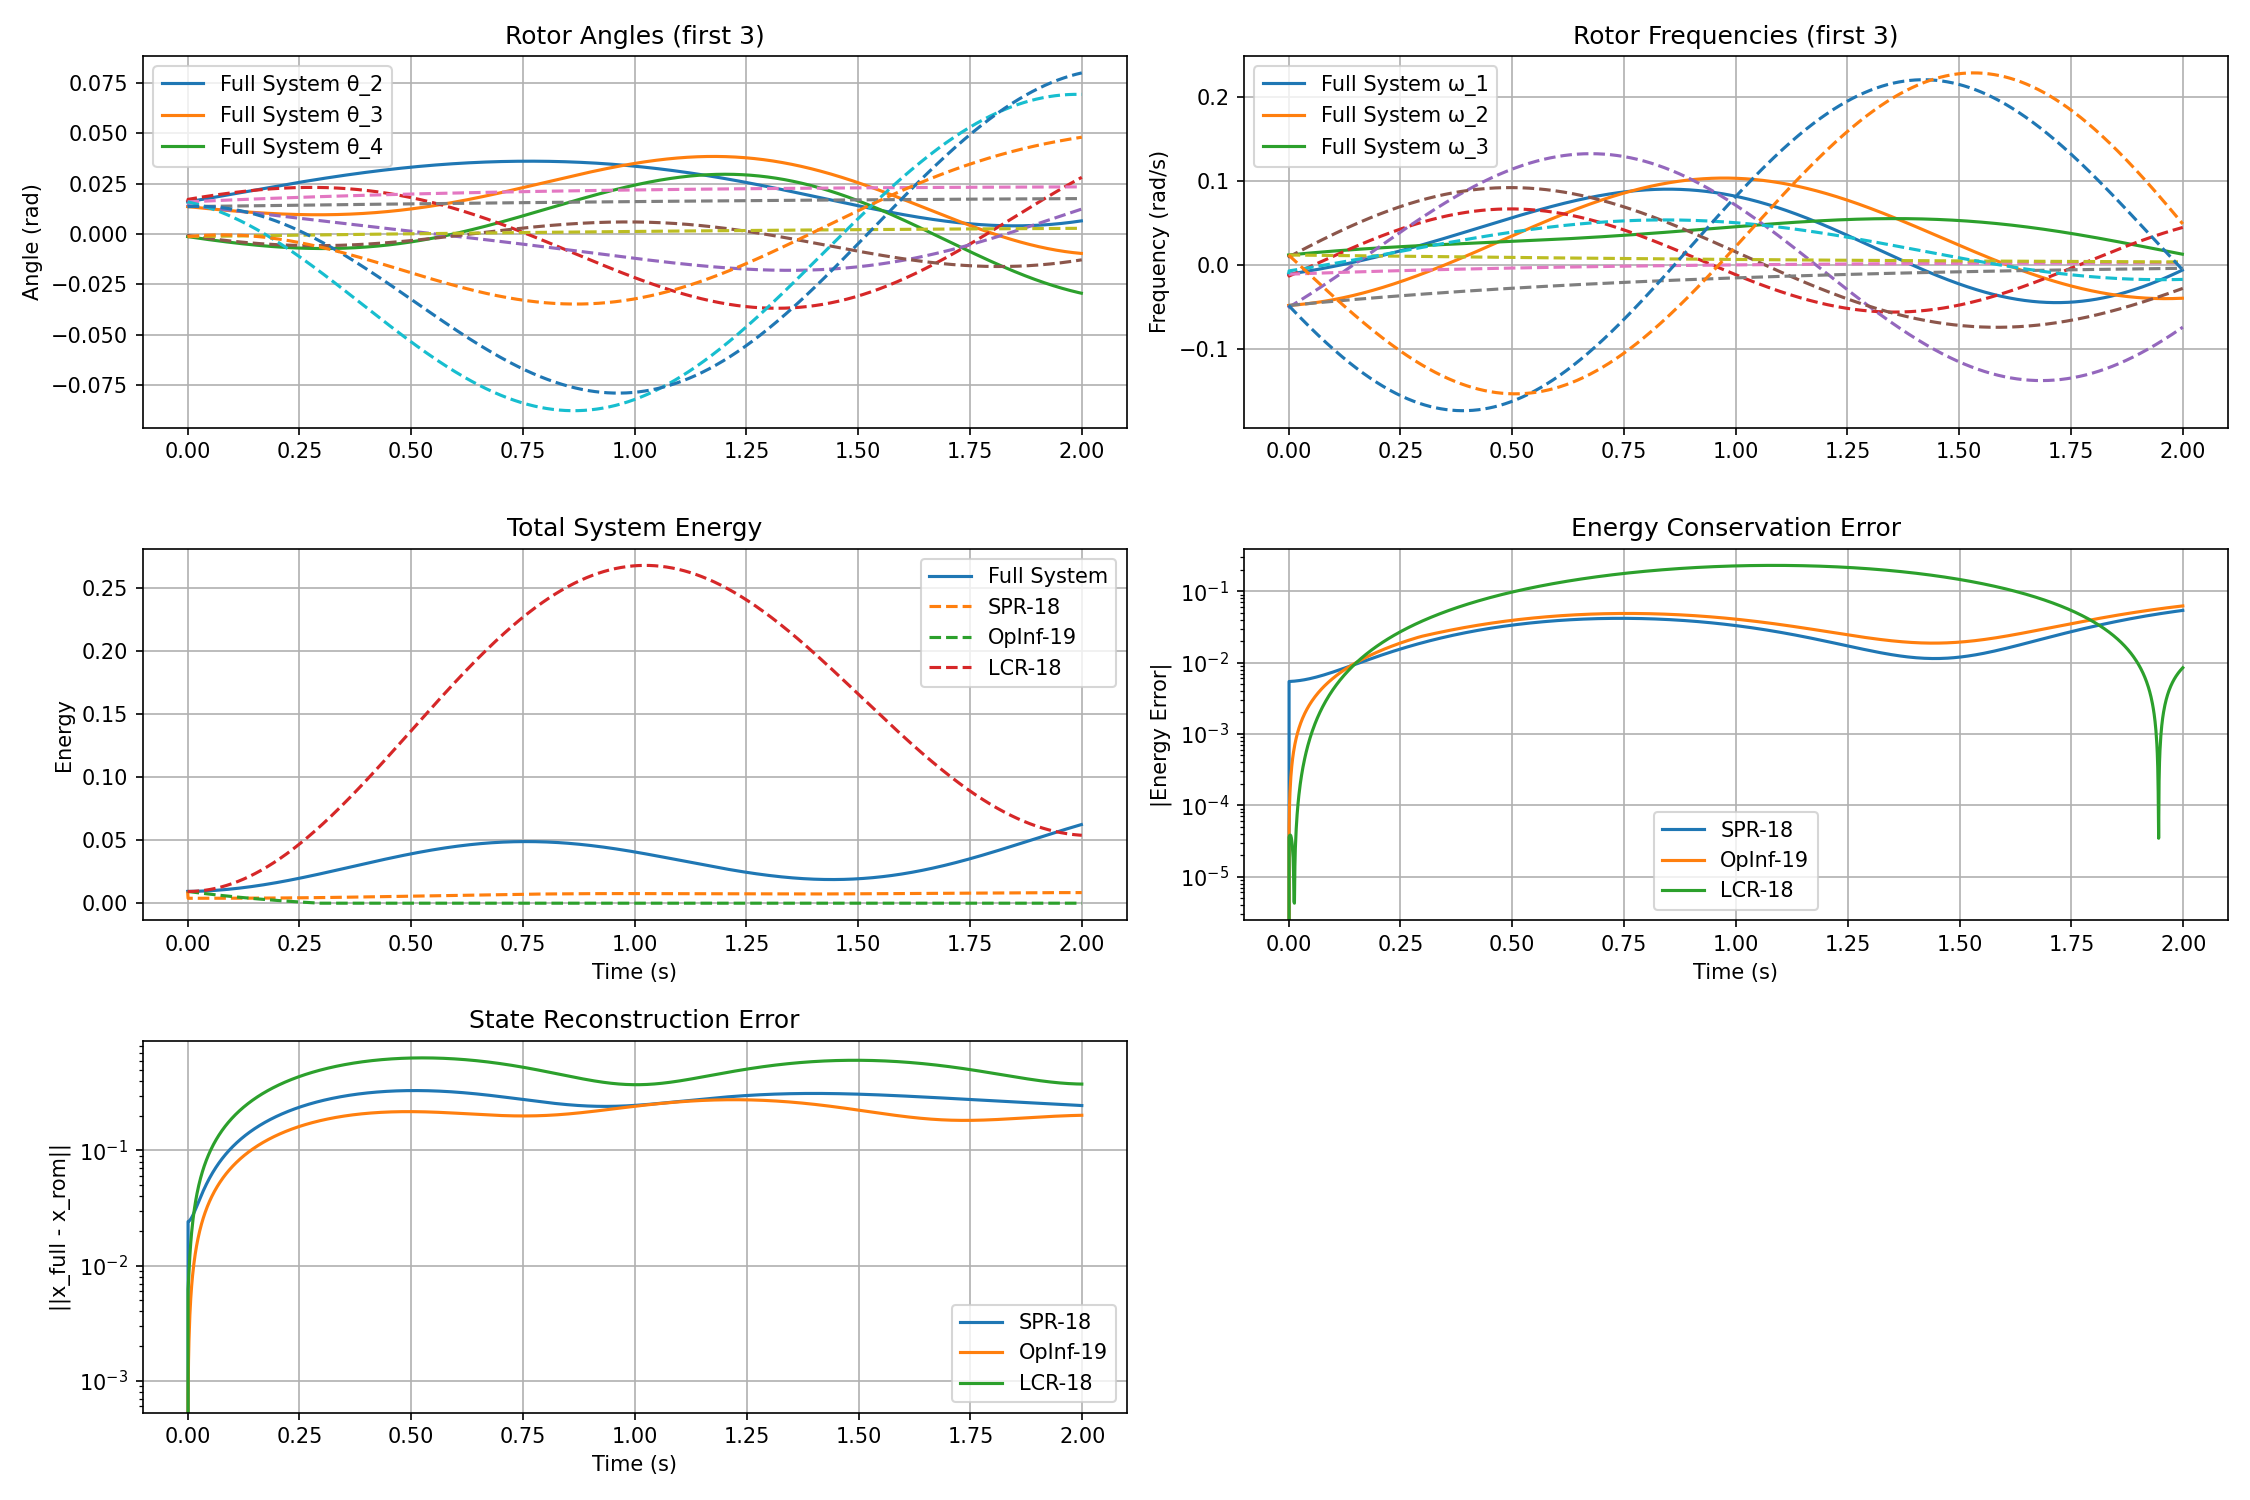 Rotor Angles (first 3)
Angle (rad)
0.075
0.050
0.025
0.000
−0.025
−0.050
−0.075
Full System θ_2
Full System θ_3
Full System θ_4
0.00 0.25 0.50 0.75 1.00 1.25 1.50 1.75 2.00
Rotor Frequencies (first 3)
Frequency (rad/s)
0.2
0.1
0.0
−0.1
Full System ω_1
Full System ω_2
Full System ω_3
0.00 0.25 0.50 0.75 1.00 1.25 1.50 1.75 2.00
Total System Energy
Energy
0.25
0.20
0.15
0.10
0.05
0.00
Full System
SPR-18
OpInf-19
LCR-18
0.00 0.25 0.50 0.75 1.00 1.25 1.50 1.75 2.00
Time (s)
Energy Conservation Error
|Energy Error|
10⁻¹
10⁻²
10⁻³
10⁻⁴
10⁻⁵
SPR-18
OpInf-19
LCR-18
0.00 0.25 0.50 0.75 1.00 1.25 1.50 1.75 2.00
Time (s)
State Reconstruction Error
||x_full - x_rom||
10⁻¹
10⁻²
10⁻³
SPR-18
OpInf-19
LCR-18
0.00 0.25 0.50 0.75 1.00 1.25 1.50 1.75 2.00
Time (s)